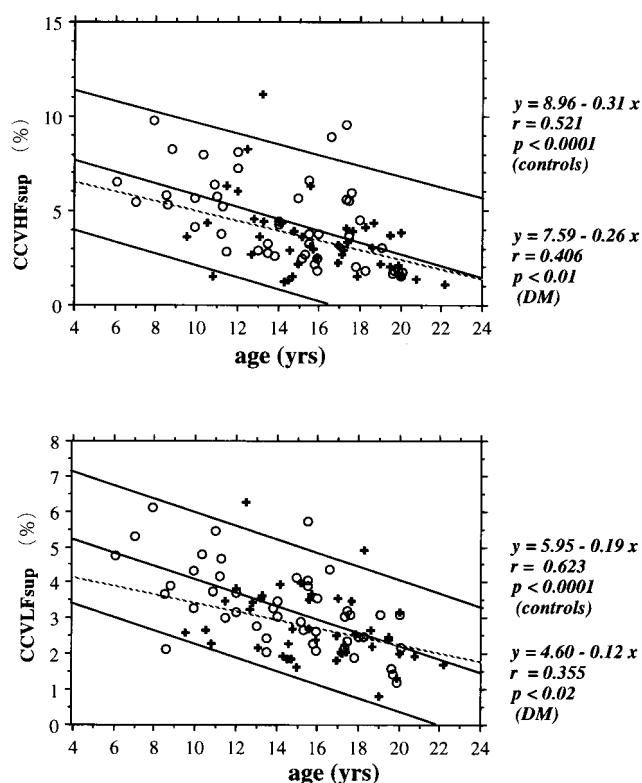 15
10
5
0
CCVHFsup (%)
4 6 8 10 12 14 16 18 20 22 24
age (yrs)
y = 8.96 - 0.31 x
r = 0.521
p < 0.0001
(controls)
y = 7.59 - 0.26 x
r = 0.406
p < 0.01
(DM)
8
7
6
5
4
3
2
1
0
CCVLFsup (%)
4 6 8 10 12 14 16 18 20 22 24
age (yrs)
y = 5.95 - 0.19 x
r = 0.623
p < 0.0001
(controls)
y = 4.60 - 0.12 x
r = 0.355
p < 0.02
(DM)